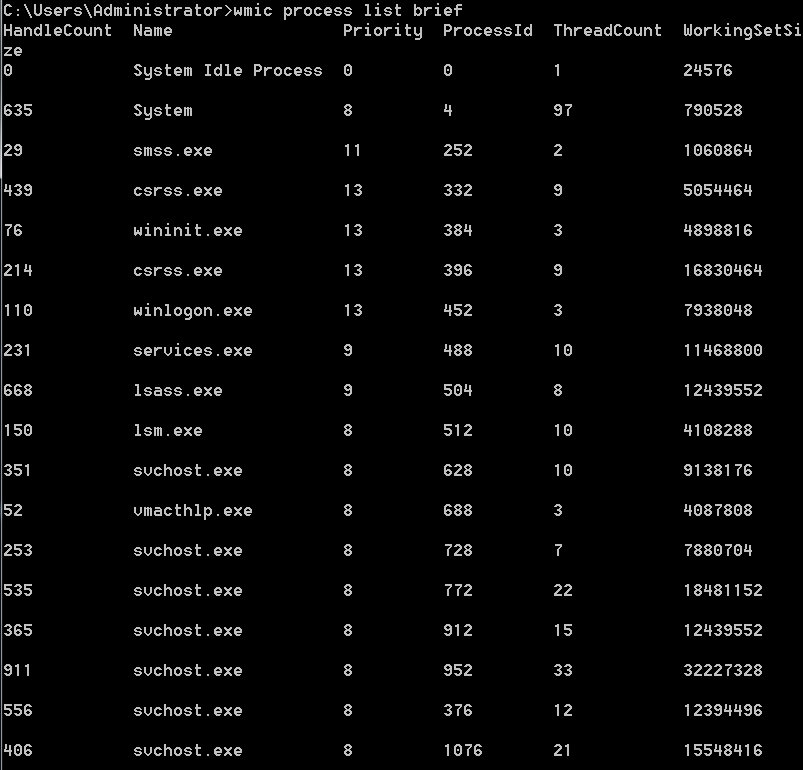 C:\Users\Administrator>wmic process list brief
HandleCount  Name                 Priority  ProcessId  ThreadCount  WorkingSetSi
ze
0            System Idle Process  0         0          1            24576
635          System               8         4          97           790528
29           smss.exe             11        252        2            1060864
439          csrss.exe            13        332        9            5054464
76           wininit.exe          13        384        3            4898816
214          csrss.exe            13        396        9            16830464
110          winlogon.exe         13        452        3            7938048
231          services.exe         9         488        10           11468800
668          lsass.exe            9         504        8            12439552
150          lsm.exe              8         512        10           4108288
351          svchost.exe          8         628        10           9138176
52           vmacthlp.exe         8         688        3            4087808
253          svchost.exe          8         728        7            7880704
535          svchost.exe          8         772        22           18481152
365          svchost.exe          8         912        15           12439552
911          svchost.exe          8         952        33           32227328
556          svchost.exe          8         376        12           12394496
406          svchost.exe          8         1076       21           15548416